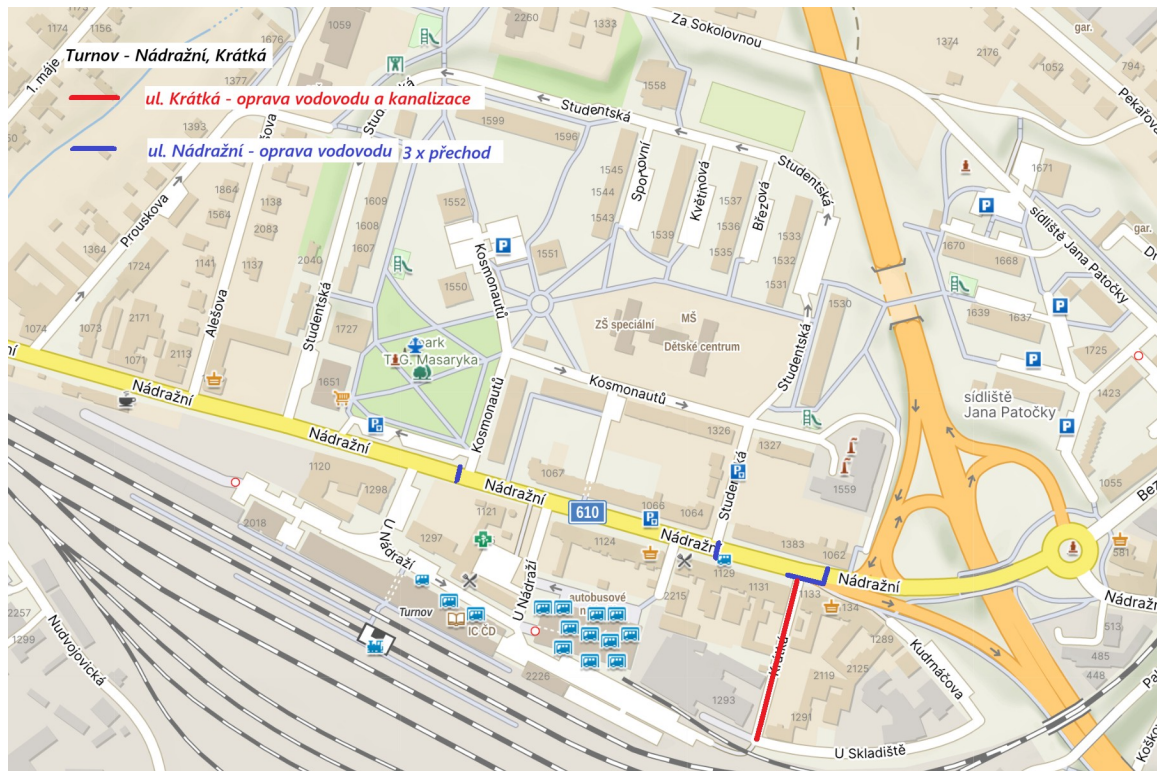 Turnov - Nádražní, Krátká
ul. Krátká - oprava vodovodu a kanalizace
ul. Nádražní - oprava vodovodu 3 x přechod
1174
1156
1059
2260
1333
Za Sokolovnou
gar.
1. máje
1676
1377
1374
2176
1052
794
Pekařova
1558
Studentská
1393
1599
1596
Studentská
Alešova
1671
Prouskova
1864
1138
1564
2083
1609
1608
1607
1552
1545
1544
1543
Sportovní
Květinová
1539
1537
1536
1535
Březová
1533
1532
1531
Studentská
P
sídliště Jana Patočky
gar.
1364
1724
1141
1137
2040
P
1551
1550
Kosmonautů
1530
1670
1668
1639
1637
P
1074
1073
2171
1071
2113
Alešova
Studentská
1727
park
T. G. Masaryka
ZŠ speciální
MŠ
Dětské centrum
P
1725
1423
sídliště
Jana Patočky
P
Nádražní
1651
Kosmonautů
Kosmonautů
Studentská
1326
1327
Nádražní
1120
1298
1067
1559
1055
2018
1121
Nádražní
610
1066
1064
Studentská
1297
U Nádraží
1124
Nádražní
1383
1062
581
1129
1131
1133
134
Nádražní
Nádražní
Turnov
IC ČD
U Nádraží
autobusové
2215
513
485
448
2257
1299
Nudvojovická
2226
Krátká
1289
Kudrnáčova
2125
2119
1293
1291
U Skladiště